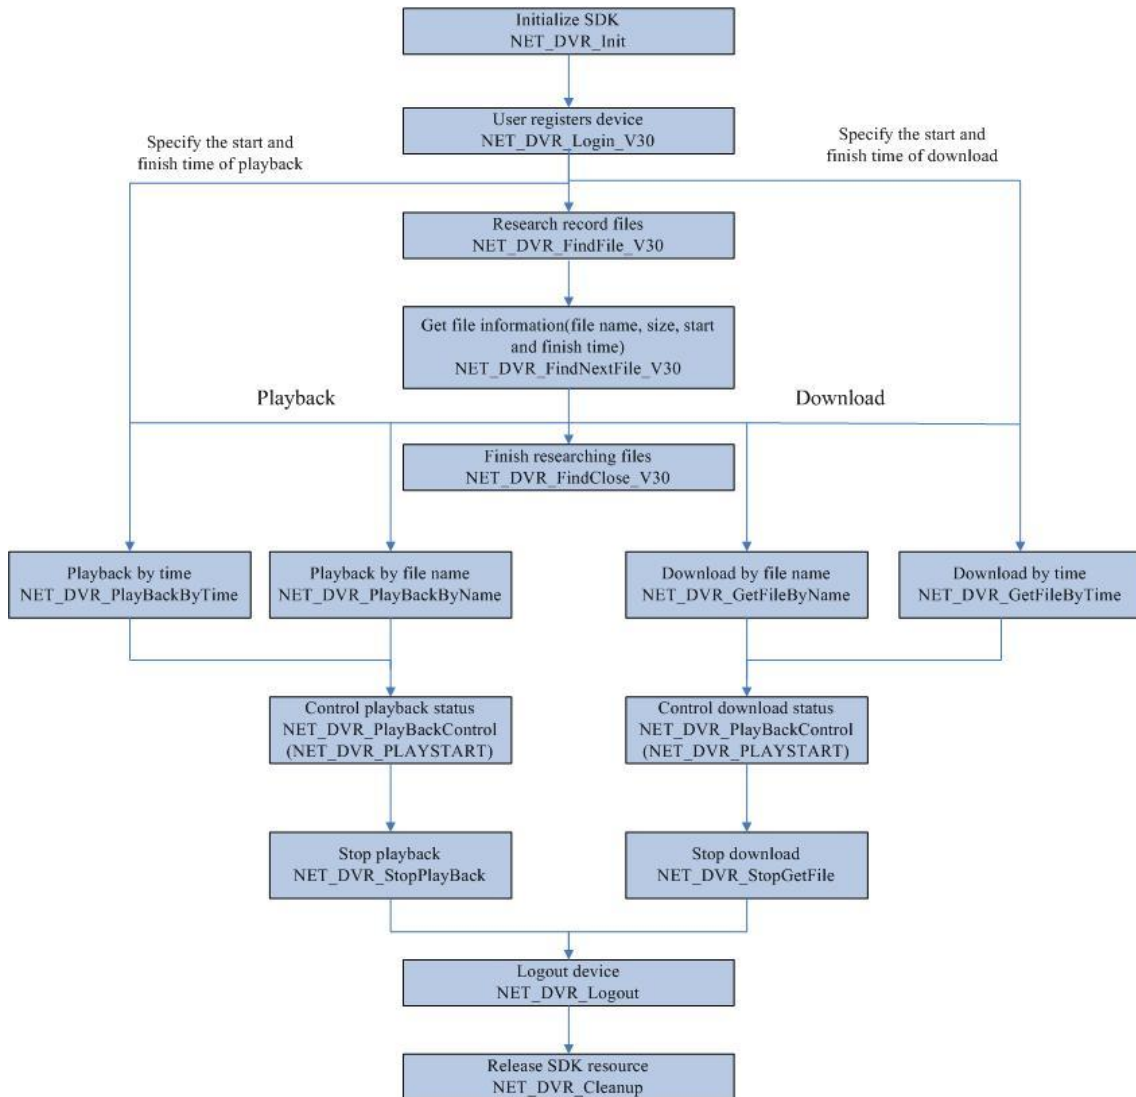 Initialize SDK
NET_DVR_Init
User registers device
NET_DVR_Login_V30
Specify the start and
finish time of playback
Specify the start and
finish time of download
Research record files
NET_DVR_FindFile_V30
Get file information(file name, size, start
and finish time)
NET_DVR_FindNextFile_V30
Playback
Download
Finish researching files
NET_DVR_FindClose_V30
Playback by time
NET_DVR_PlayBackByTime
Playback by file name
NET_DVR_PlayBackByName
Download by file name
NET_DVR_GetFileByName
Download by time
NET_DVR_GetFileByTime
Control playback status
NET_DVR_PlayBackControl
(NET_DVR_PLAYSTART)
Control download status
NET_DVR_PlayBackControl
(NET_DVR_PLAYSTART)
Stop playback
NET_DVR_StopPlayBack
Stop download
NET_DVR_StopGetFile
Logout device
NET_DVR_Logout
Release SDK resource
NET_DVR_Cleanup